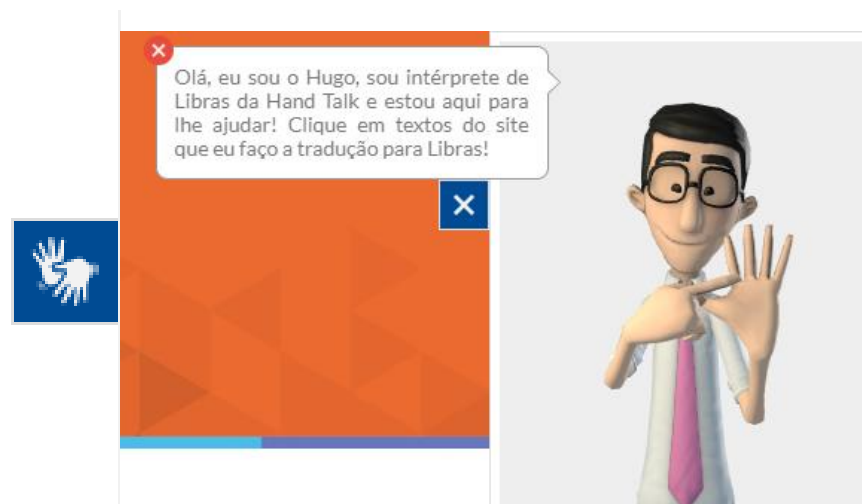 Olá, eu sou o Hugo, sou intérprete de
Libras da Hand Talk e estou aqui para
lhe ajudar! Clique em textos do site
que eu faço a tradução para Libras!